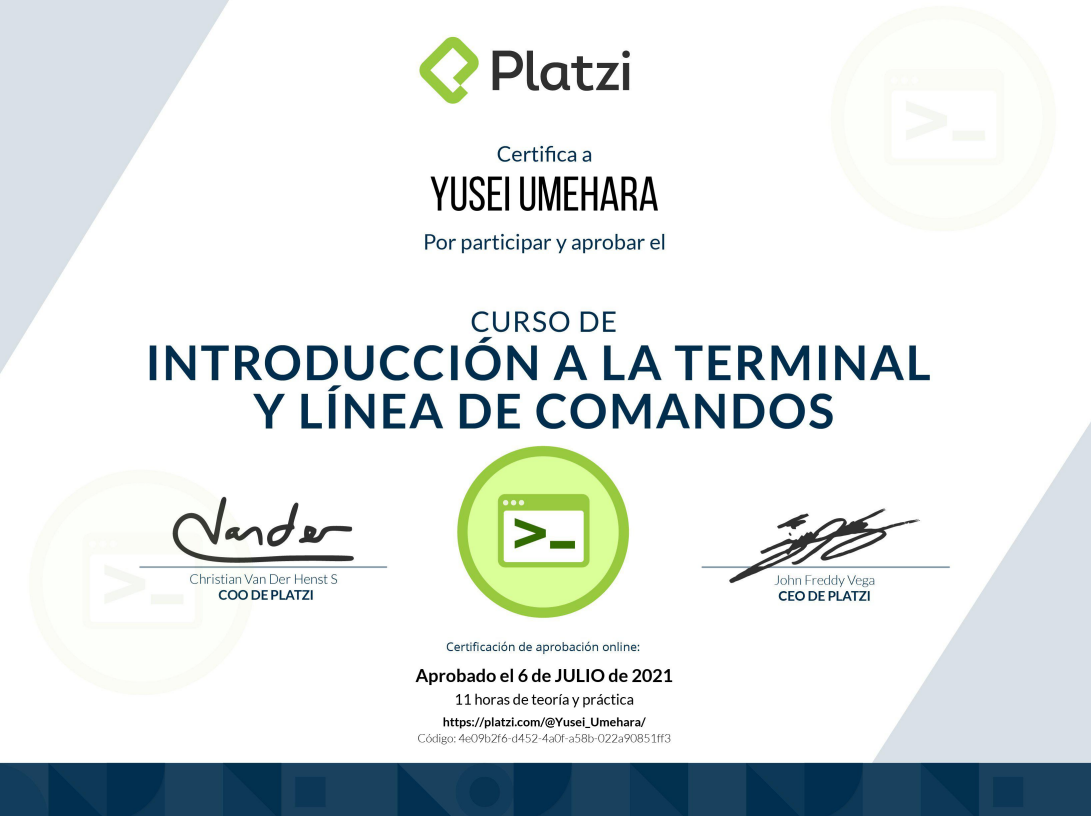 Platzi
Certifica a
YUSEI UMEHARA
Por participar y aprobar el
CURSO DE
INTRODUCCIÓN A LA TERMINAL
Y LÍNEA DE COMANDOS
>_
Vander
Christian Van Der Henst S
COO DE PLATZI
John Freddy Vega
CEO DE PLATZI
Certificación de aprobación online:
Aprobado el 6 de JULIO de 2021
11 horas de teoría y práctica
https://platzi.com/@Yusei_Umehara/
Código: 4e09b2f6-d452-4a0f-a58b-022a90851ff3